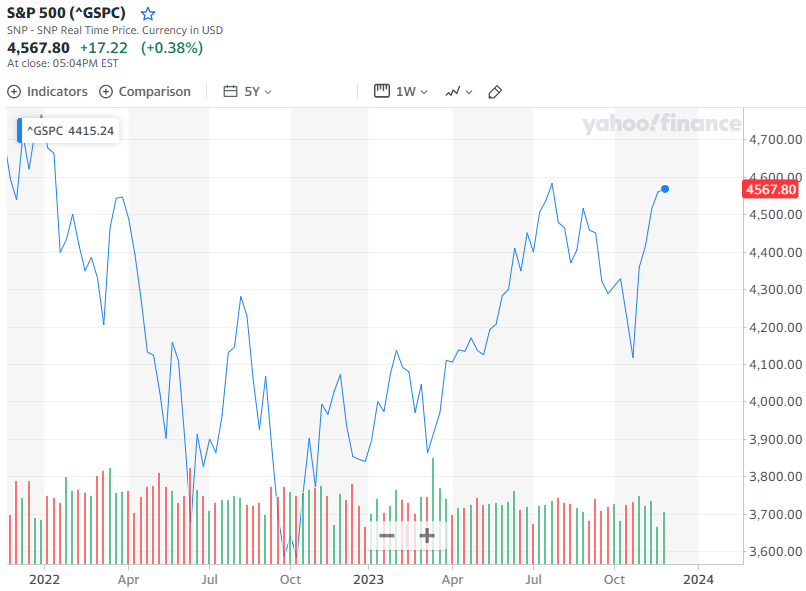 S&P 500 (^GSPC)
SNP - SNP Real Time Price. Currency in USD
4,567.80 +17.22 (+0.38%)
At close: 05:04PM EST
Indicators Comparison 5Y 1W
^GSPC 4415.24
yahoo!finance
4,700.00
4,600.00
4567.80
4,500.00
4,400.00
4,300.00
4,200.00
4,100.00
4,000.00
3,900.00
3,800.00
3,700.00
3,600.00
2022 Apr Jul Oct 2023 Apr Jul Oct 2024